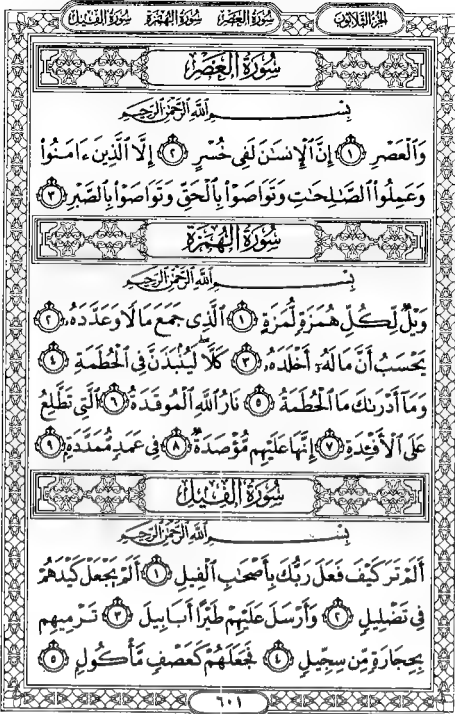 الجزء الثلاثون
سورة العصر سورة الهمزة سورة الفيل
سُورَةُ العَصْرِ
بِسْمِ ٱللَّهِ ٱلرَّحْمَٰنِ ٱلرَّحِيمِ
وَٱلْعَصْرِ ١ إِنَّ ٱلْإِنسَٰنَ لَفِى خُسْرٍ ٢ إِلَّا ٱلَّذِينَ ءَامَنُوا۟
وَعَمِلُوا۟ ٱلصَّٰلِحَٰتِ وَتَوَاصَوْا۟ بِٱلْحَقِّ وَتَوَاصَوْا۟ بِٱلصَّبْرِ ٣
سُورَةُ الهُمَزَةِ
بِسْمِ ٱللَّهِ ٱلرَّحْمَٰنِ ٱلرَّحِيمِ
وَيْلٌ لِّكُلِّ هُمَزَةٍ لُّمَزَةٍ ١ ٱلَّذِى جَمَعَ مَالًا وَعَدَّدَهُۥ ٢
يَحْسَبُ أَنَّ مَالَهُۥٓ أَخْلَدَهُۥ ٣ كَلَّا ۖ لَيُنۢبَذَنَّ فِى ٱلْحُطَمَةِ ٤
وَمَآ أَدْرَىٰكَ مَا ٱلْحُطَمَةُ ٥ نَارُ ٱللَّهِ ٱلْمُوقَدَةُ ٦ ٱلَّتِى تَطَّلِعُ
عَلَى ٱلْأَفْـِٔدَةِ ٧ إِنَّهَا عَلَيْهِم مُّؤْصَدَةٌ ٨ فِى عَمَدٍ مُّمَدَّدَةٍۭ ٩
سُورَةُ الفِيلِ
بِسْمِ ٱللَّهِ ٱلرَّحْمَٰنِ ٱلرَّحِيمِ
أَلَمْ تَرَ كَيْفَ فَعَلَ رَبُّكَ بِأَصْحَٰبِ ٱلْفِيلِ ١ أَلَمْ يَجْعَلْ كَيْدَهُمْ
فِى تَضْلِيلٍ ٢ وَأَرْسَلَ عَلَيْهِمْ طَيْرًا أَبَابِيلَ ٣ تَرْمِيهِم
بِحِجَارَةٍ مِّن سِجِّيلٍ ٤ فَجَعَلَهُمْ كَعَصْفٍ مَّأْكُولٍۭ ٥
٦٠١